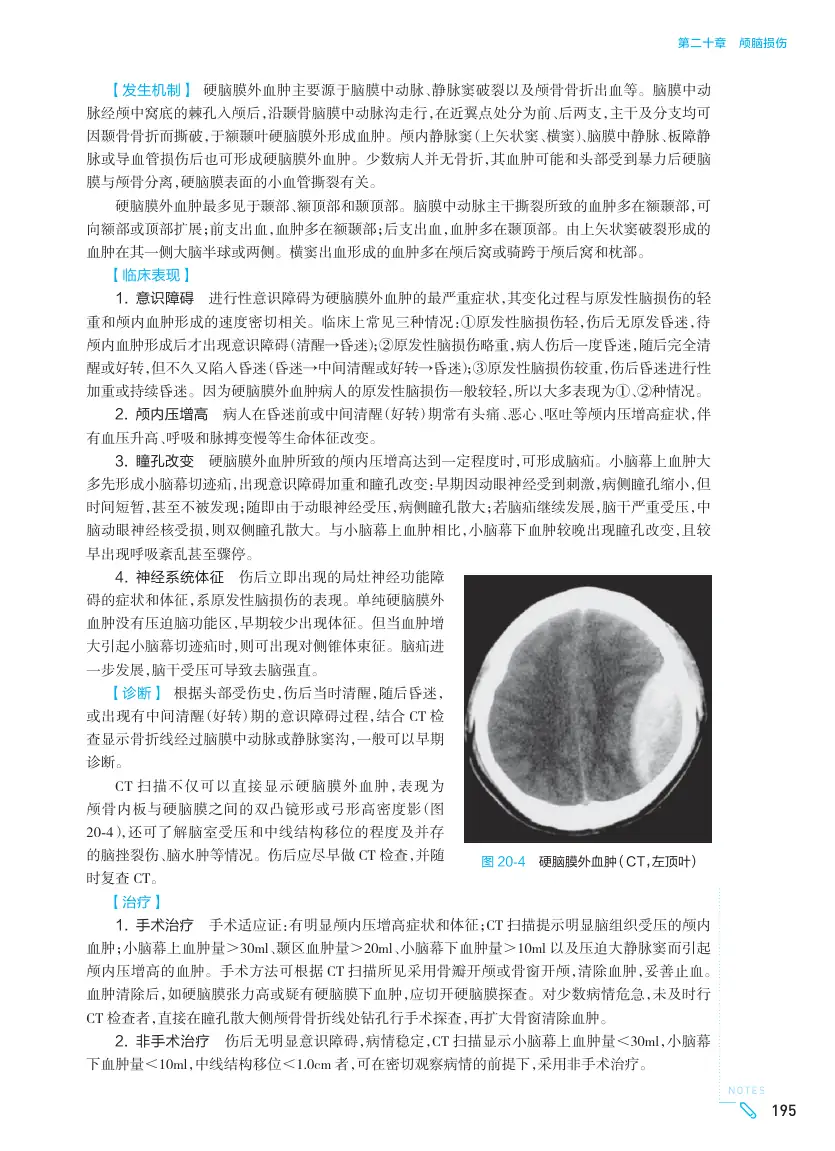 第二十章 颅脑损伤
【发生机制】 硬脑膜外血肿主要源于脑膜中动脉、静脉窦破裂以及颅骨骨折出血等。脑膜中动
脉经颅中窝底的棘孔入颅后,沿颞骨脑膜中动脉沟走行,在近翼点处分为前、后两支,主干及分支均可
因颞骨骨折而撕破,于额颞叶硬脑膜外形成血肿。颅内静脉窦(上矢状窦、横窦)、脑膜中静脉、板障静
脉或导血管损伤后也可形成硬脑膜外血肿。少数病人并无骨折,其血肿可能和头部受到暴力后硬脑
膜与颅骨分离,硬脑膜表面的小血管撕裂有关。
硬脑膜外血肿最多见于颞部、额顶部和颞顶部。脑膜中动脉主干撕裂所致的血肿多在额颞部,可
向额部或顶部扩展;前支出血,血肿多在额颞部;后支出血,血肿多在颞顶部。由上矢状窦破裂形成的
血肿在其一侧大脑半球或两侧。横窦出血形成的血肿多在颅后窝或骑跨于颅后窝和枕部。
【临床表现】
1. 意识障碍 进行性意识障碍为硬脑膜外血肿的最严重症状,其变化过程与原发性脑损伤的轻
重和颅内血肿形成的速度密切相关。临床上常见三种情况:①原发性脑损伤轻,伤后无原发昏迷,待
颅内血肿形成后才出现意识障碍(清醒→昏迷);②原发性脑损伤略重,病人伤后一度昏迷,随后完全清
醒或好转,但不久又陷入昏迷(昏迷→中间清醒或好转→昏迷);③原发性脑损伤较重,伤后昏迷进行性
加重或持续昏迷。因为硬脑膜外血肿病人的原发性脑损伤一般较轻,所以大多表现为①、②种情况。
2. 颅内压增高 病人在昏迷前或中间清醒(好转)期常有头痛、恶心、呕吐等颅内压增高症状,伴
有血压升高、呼吸和脉搏变慢等生命体征改变。
3. 瞳孔改变 硬脑膜外血肿所致的颅内压增高达到一定程度时,可形成脑疝。小脑幕上血肿大
多先形成小脑幕切迹疝,出现意识障碍加重和瞳孔改变:早期因动眼神经受到刺激,病侧瞳孔缩小,但
时间短暂,甚至不被发现;随即由于动眼神经受压,病侧瞳孔散大;若脑疝继续发展,脑干严重受压,中
脑动眼神经核受损,则双侧瞳孔散大。与小脑幕上血肿相比,小脑幕下血肿较晚出现瞳孔改变,且较
早出现呼吸紊乱甚至骤停。
4. 神经系统体征 伤后立即出现的局灶神经功能障
碍的症状和体征,系原发性脑损伤的表现。单纯硬脑膜外
血肿没有压迫脑功能区,早期较少出现体征。但当血肿增
大引起小脑幕切迹疝时,则可出现对侧锥体束征。脑疝进
一步发展,脑干受压可导致去脑强直。
【诊断】 根据头部受伤史,伤后当时清醒,随后昏迷,
或出现有中间清醒(好转)期的意识障碍过程,结合 CT 检
查显示骨折线经过脑膜中动脉或静脉窦沟,一般可以早期
诊断。
CT 扫描不仅可以直接显示硬脑膜外血肿,表现为
颅骨内板与硬脑膜之间的双凸镜形或弓形高密度影(图
20-4),还可了解脑室受压和中线结构移位的程度及并存
的脑挫裂伤、脑水肿等情况。伤后应尽早做 CT 检查,并随
时复查 CT。
图 20-4 硬脑膜外血肿(CT,左顶叶)
【治疗】
1. 手术治疗 手术适应证:有明显颅内压增高症状和体征;CT 扫描提示明显脑组织受压的颅内
血肿;小脑幕上血肿量＞30ml、颞区血肿量＞20ml、小脑幕下血肿量＞10ml 以及压迫大静脉窦而引起
颅内压增高的血肿。手术方法可根据 CT 扫描所见采用骨瓣开颅或骨窗开颅,清除血肿,妥善止血。
血肿清除后,如硬脑膜张力高或疑有硬脑膜下血肿,应切开硬脑膜探查。对少数病情危急,未及时行
CT 检查者,直接在瞳孔散大侧颅骨骨折线处钻孔行手术探查,再扩大骨窗清除血肿。
2. 非手术治疗 伤后无明显意识障碍,病情稳定,CT 扫描显示小脑幕上血肿量＜30ml,小脑幕
下血肿量＜10ml,中线结构移位＜1.0cm 者,可在密切观察病情的前提下,采用非手术治疗。
NOTES
195